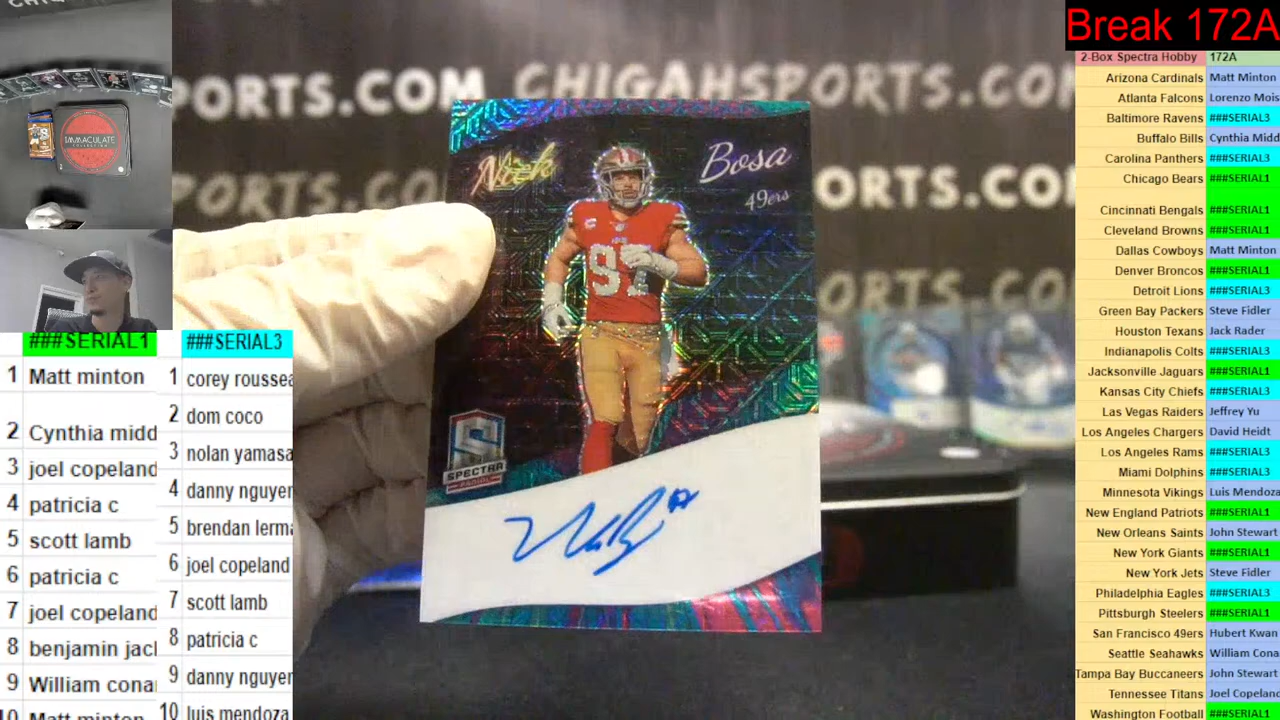 Break 172A
2-Box Spectra Hobby 172A
Arizona Cardinals Matt Minton
Atlanta Falcons Lorenzo Mois
Baltimore Ravens ###SERIAL3
Buffalo Bills Cynthia Midd
Carolina Panthers ###SERIAL3
Chicago Bears ###SERIAL1
Cincinnati Bengals ###SERIAL1
Cleveland Browns ###SERIAL1
Dallas Cowboys Matt Minton
Denver Broncos ###SERIAL1
Detroit Lions ###SERIAL3
Green Bay Packers Steve Fidler
Houston Texans Jack Rader
Indianapolis Colts ###SERIAL3
Jacksonville Jaguars ###SERIAL1
Kansas City Chiefs ###SERIAL3
Las Vegas Raiders Jeffrey Yu
Los Angeles Chargers David Heidt
Los Angeles Rams ###SERIAL3
Miami Dolphins ###SERIAL3
Minnesota Vikings Luis Mendoza
New England Patriots ###SERIAL1
New Orleans Saints John Stewart
New York Giants ###SERIAL1
New York Jets Steve Fidler
Philadelphia Eagles ###SERIAL3
Pittsburgh Steelers ###SERIAL1
San Francisco 49ers Hubert Kwan
Seattle Seahawks William Cona
Tampa Bay Buccaneers John Stewart
Tennessee Titans Joel Copeland
Washington Football ###SERIAL1
PORTS.COM CHIGAHSPORTS.CO
SPORTS.COM
ORTS.COM
Nick Bosa
49ers
97
SPECTRA
PANINI
IMMACULATE
COLLECTION
###SERIAL1
1 Matt minton
2 Cynthia midd
3 joel copeland
4 patricia c
5 scott lamb
6 patricia c
7 joel copeland
8 benjamin jacl
9 William cona
10 Matt minton
###SERIAL3
1 corey roussea
2 dom coco
3 nolan yamasa
4 danny nguyen
5 brendan lerma
6 joel copeland
7 scott lamb
8 patricia c
9 danny nguyen
10 luis mendoza